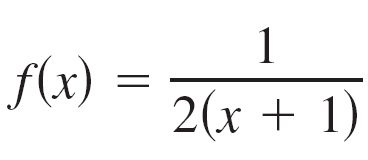 f(x) = 1 / 2(x + 1)